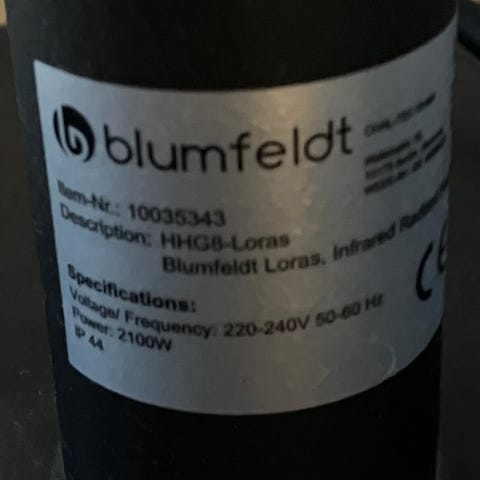 blumfeldt
Item-Nr.: 10035343
Description: HHG8-Loras
Blumfeldt Loras, Infrared Radiant
Specifications:
Voltage/ Frequency: 220-240V 50-60 Hz
Power: 2100W
IP 44
CE